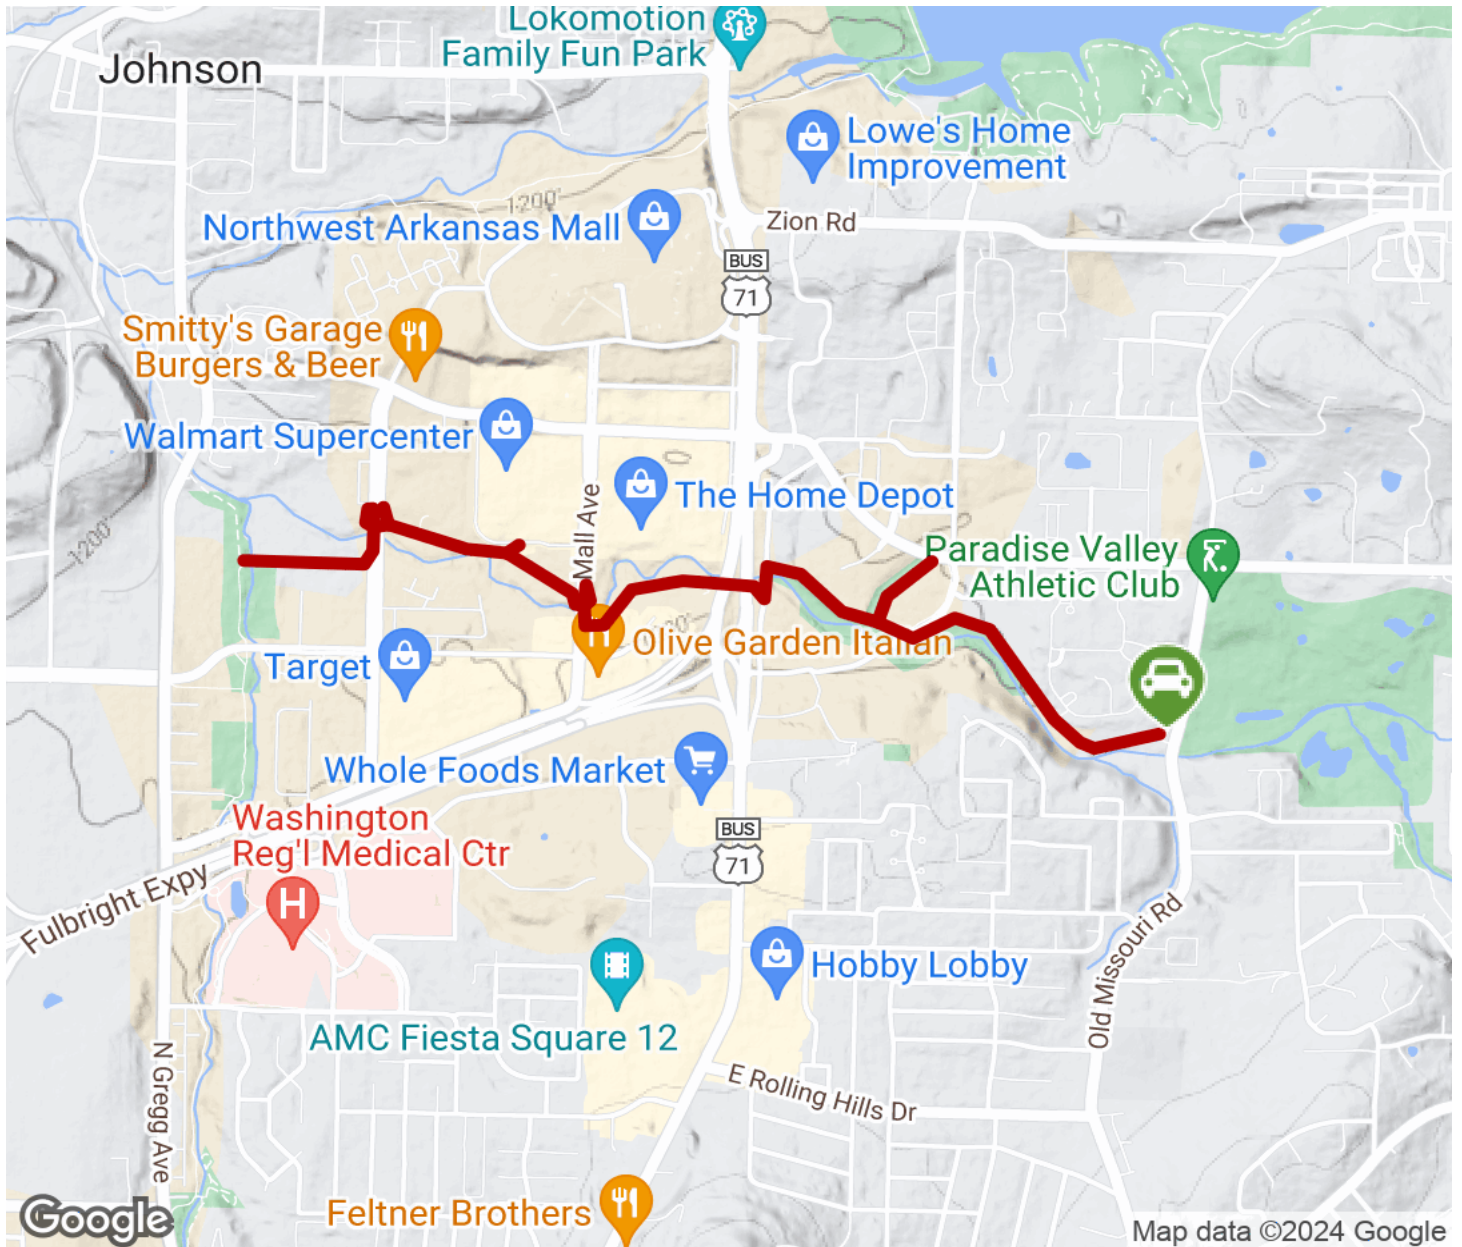 Lokomotion
Family Fun Park
Johnson
Lowe's Home
Improvement
1200'
Northwest Arkansas Mall
Zion Rd
BUS
71
Smitty's Garage
Burgers & Beer
Walmart Supercenter
The Home Depot
Mall Ave
1200'
Paradise Valley
Athletic Club
1200'
Olive Garden Italian
Target
Whole Foods Market
Washington
Reg'l Medical Ctr
H
BUS
71
Fulbright Expy
Old Missouri Rd
Hobby Lobby
AMC Fiesta Square 12
N Gregg Ave
E Rolling Hills Dr
Feltner Brothers
Google
Map data ©2024 Google